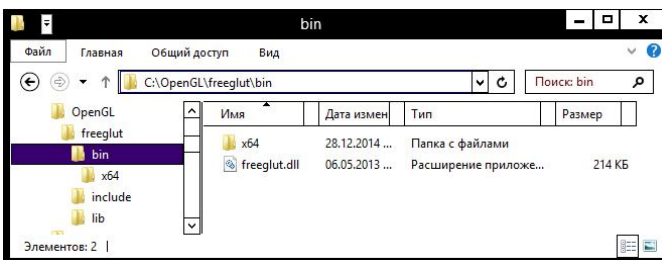 bin
Файл Главная Общий доступ Вид
C:\OpenGL\freeglut\bin Поиск: bin
OpenGL
freeglut
bin
x64
include
lib
Имя Дата измен Тип Размер
x64 28.12.2014 ... Папка с файлами
freeglut.dll 06.05.2013 ... Расширение приложе... 214 КБ
Элементов: 2